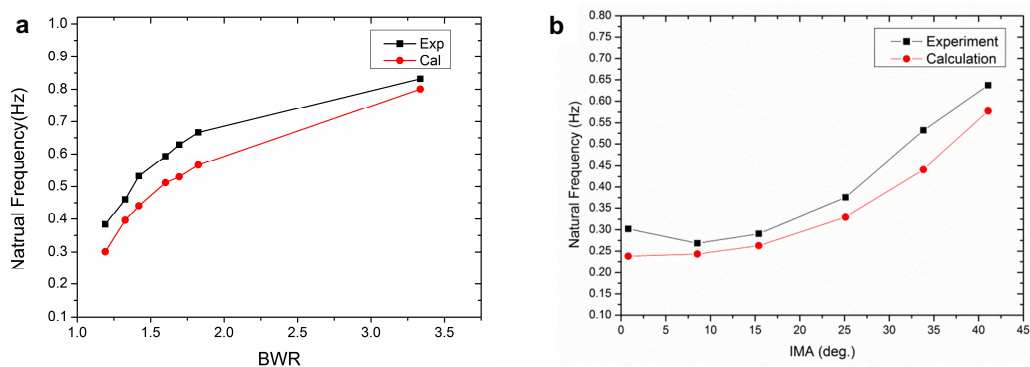 a
Exp
Cal
Natrual Frequency(Hz)
1.0
0.9
0.8
0.7
0.6
0.5
0.4
0.3
0.2
0.1
1.0 1.5 2.0 2.5 3.0 3.5
BWR
b
Experiment
Calculation
Natural Frequency (Hz)
0.80
0.75
0.70
0.65
0.60
0.55
0.50
0.45
0.40
0.35
0.30
0.25
0.20
0.15
0.10
0 5 10 15 20 25 30 35 40 45
IMA (deg.)